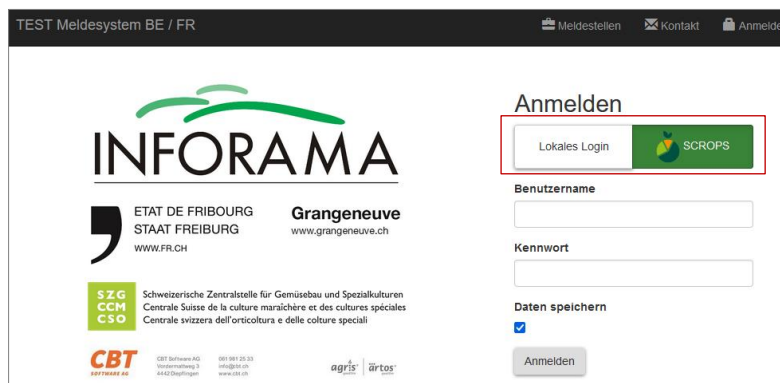 TEST Meldesystem BE / FR
Meldestellen
Kontakt
Anmelde
INFORAMA
ETAT DE FRIBOURG
STAAT FREIBURG
WWW.FR.CH
Grangeneuve
www.grangeneuve.ch
SZG
CCM
CSO
Schweizerische Zentralstelle für Gemüsebau und Spezialkulturen
Centrale Suisse de la culture maraîchère et des cultures spéciales
Centrale svizzera dell'orticoltura e delle colture speciali
CBT
SOFTWARE AG
CBT Software AG
Vordermattweg 3
4442 Diepflingen
061 981 25 33
info@cbt.ch
www.cbt.ch
agris
ärtos
Anmelden
Lokales Login
SCROPS
Benutzername
Kennwort
Daten speichern
Anmelden